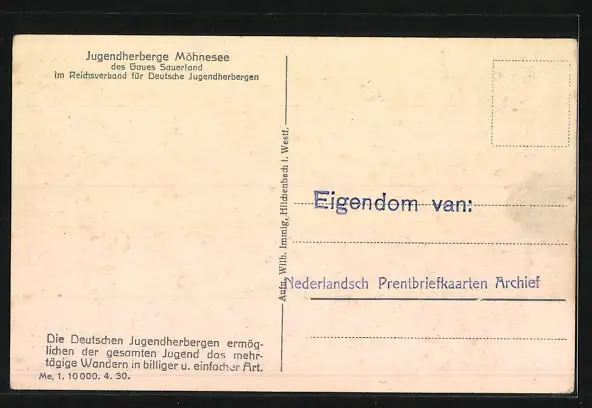 Jugendherberge Möhnesee
des Gaues Sauerland
im Reichsverband für Deutsche Jugendherbergen
Aufn. Wilh. Immig, Hilchenbach i. Westf.
Eigendom van:
Nederlandsch Prentbriefkaarten Archief
Die Deutschen Jugendherbergen ermög-
lichen der gesamten Jugend das mehr-
tägige Wandern in billiger u. einfacher Art.
Me. 1. 10 000. 4. 30.